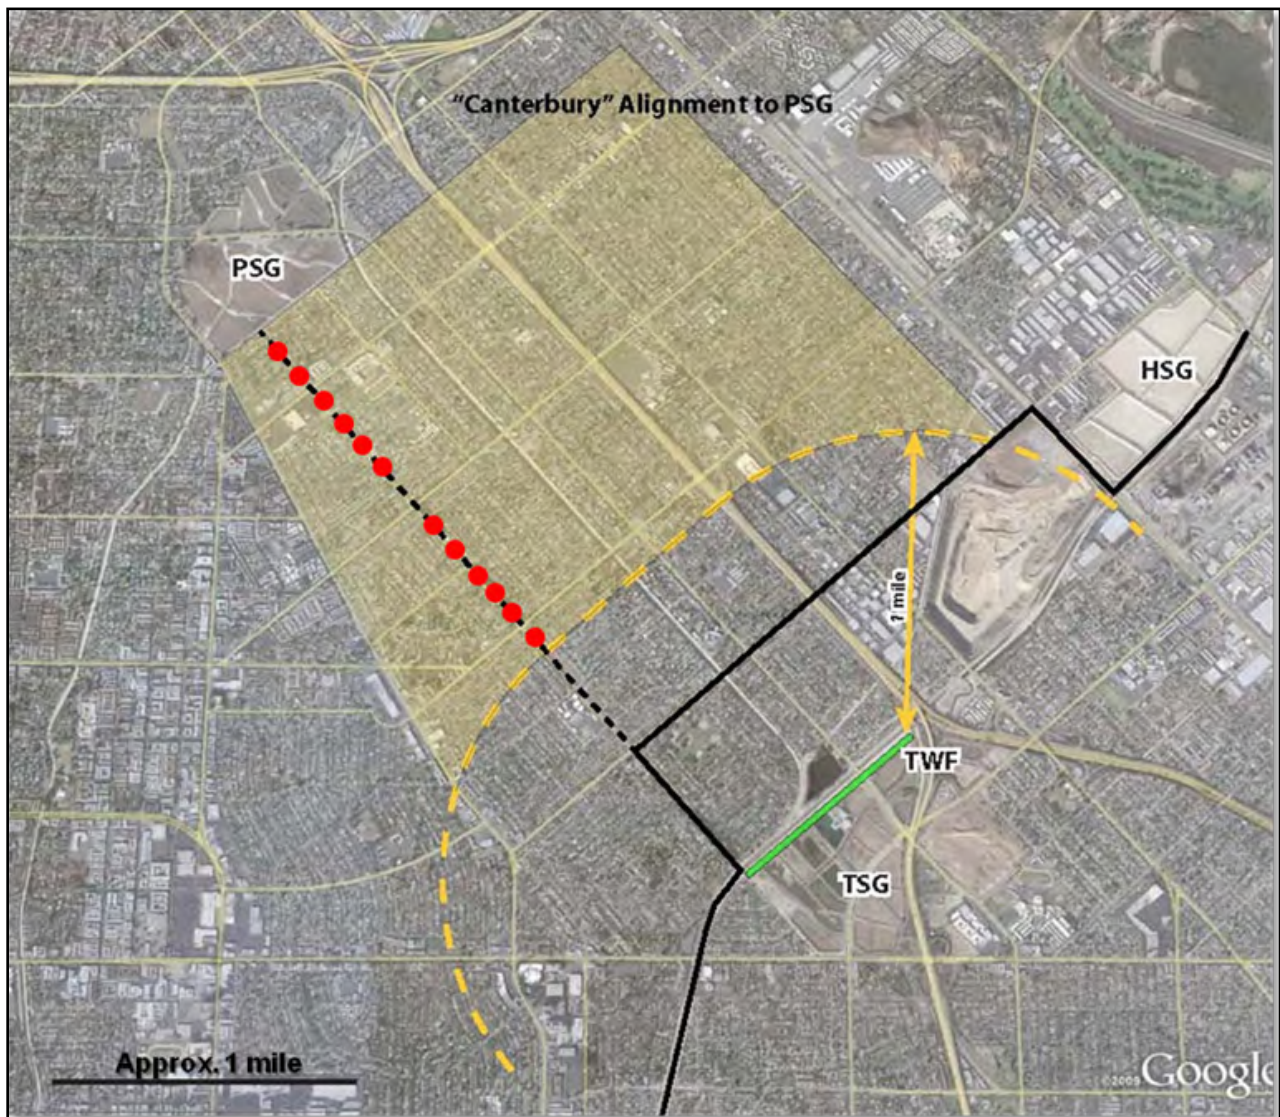 “Canterbury” Alignment to PSG
PSG
HSG
1 mile
TWF
TSG
Approx. 1 mile
©2009 Google